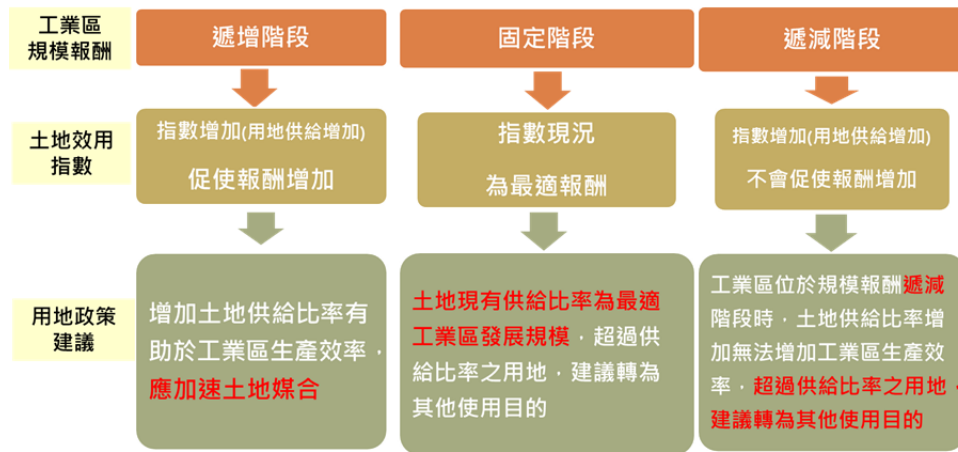 工業區
規模報酬
遞增階段
固定階段
遞減階段
土地效用
指數
指數增加(用地供給增加)
促使報酬增加
指數現況
為最適報酬
指數增加(用地供給增加)
不會促使報酬增加
用地政策
建議
增加土地供給比率有
助於工業區生產效率，
應加速土地媒合
土地現有供給比率為最適
工業區發展規模，超過供
給比率之用地，建議轉為
其他使用目的
工業區位於規模報酬遞減
階段時，土地供給比率增
加無法增加工業區生產效
率，超過供給比率之用地，
建議轉為其他使用目的